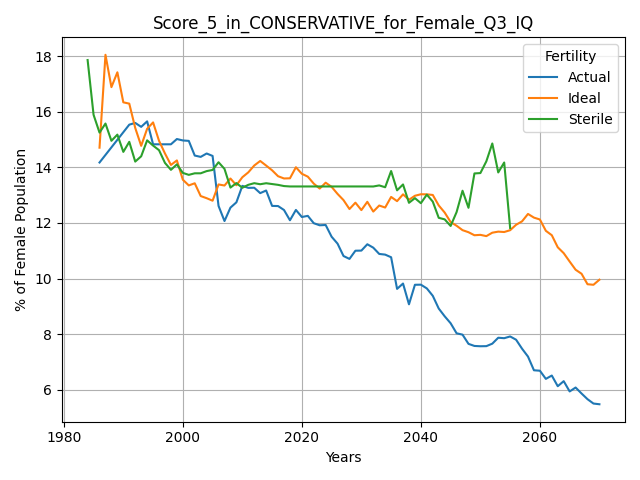 Score_5_in_CONSERVATIVE_for_Female_Q3_IQ
Fertility
Actual
Ideal
Sterile
% of Female Population
18
16
14
12
10
8
6
1980
2000
2020
2040
2060
Years